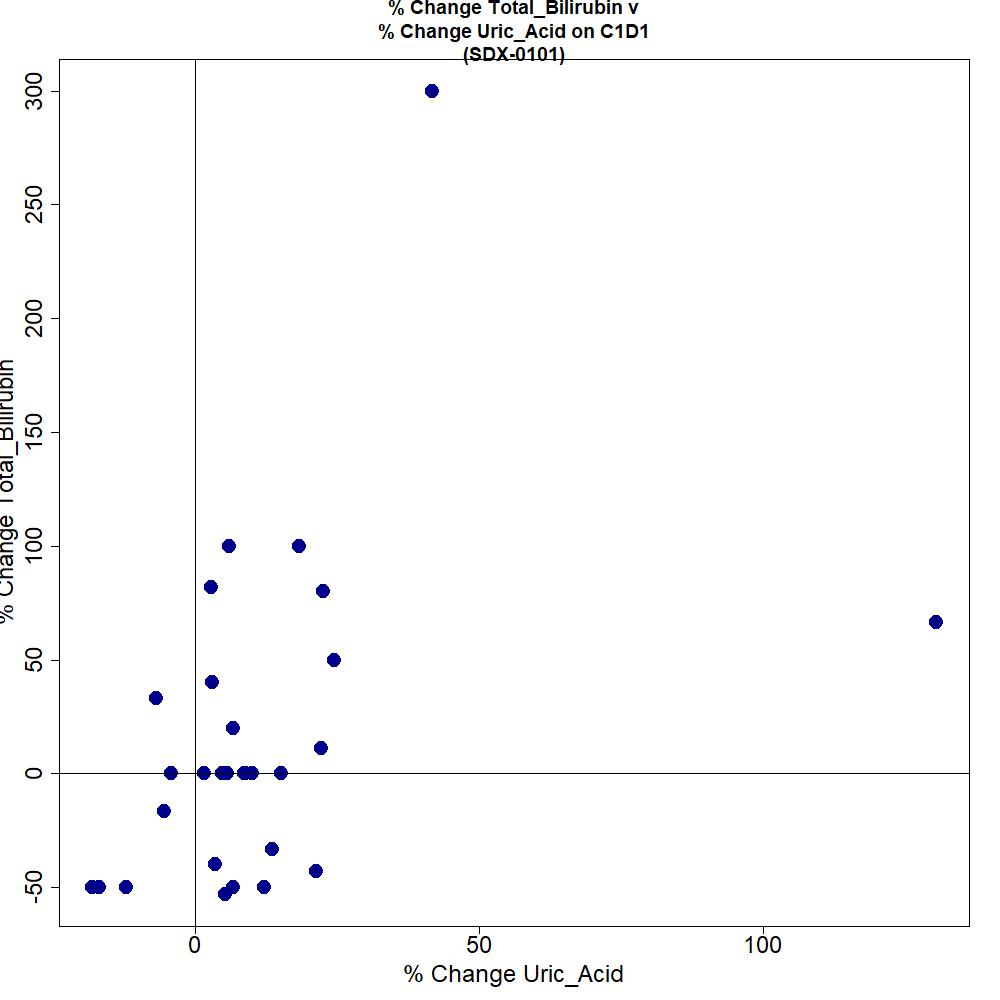 % Change Total_Bilirubin v
% Change Uric_Acid on C1D1
(SDX-0101)
300
250
200
150
100
50
0
-50
% Change Total_Bilirubin
0 50 100
% Change Uric_Acid